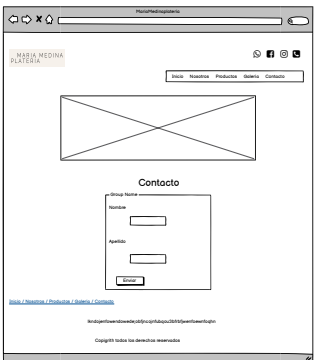 MariaMedinaplateria
MARIA MEDINA
PLATERIA
Inicio Nosotros Productos Galeria Contacto
Contacto
Group Name
Nombre
Apellido
Enviar
Inicio / Nosotros / Productos / Galeria / Contacto
Copigith todos los derechos reservados